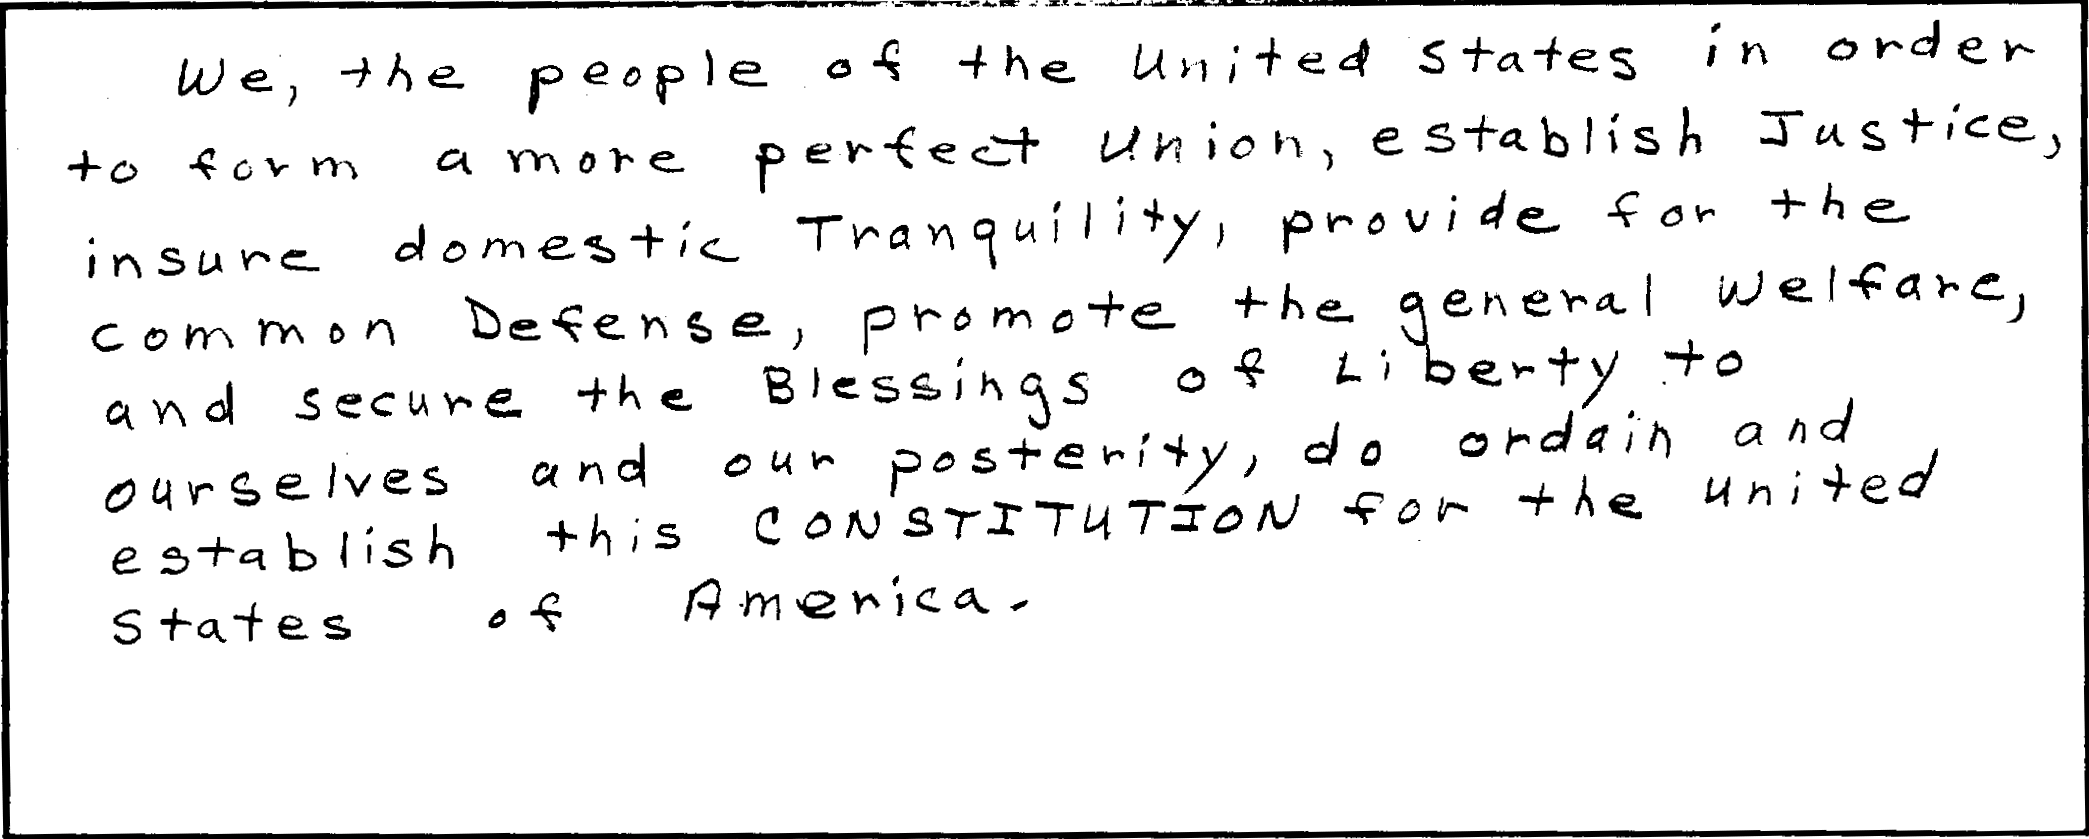 We, the people of the United States in order
to form a more perfect Union, establish Justice,
insure domestic Tranquility, provide for the
common Defense, promote the general Welfare,
and secure the Blessings of Liberty to
ourselves and our posterity, do ordain and
establish this CONSTITUTION for the United
States of America.